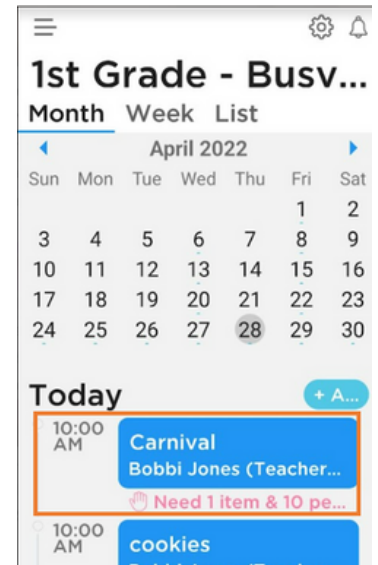 1st Grade - Busv...
Month Week List
April 2022
Sun Mon Tue Wed Thu Fri Sat
1 2
3 4 5 6 7 8 9
10 11 12 13 14 15 16
17 18 19 20 21 22 23
24 25 26 27 28 29 30
Today + A...
10:00 AM
Carnival
Bobbi Jones (Teacher...
Need 1 item & 10 pe...
10:00 AM
cookies